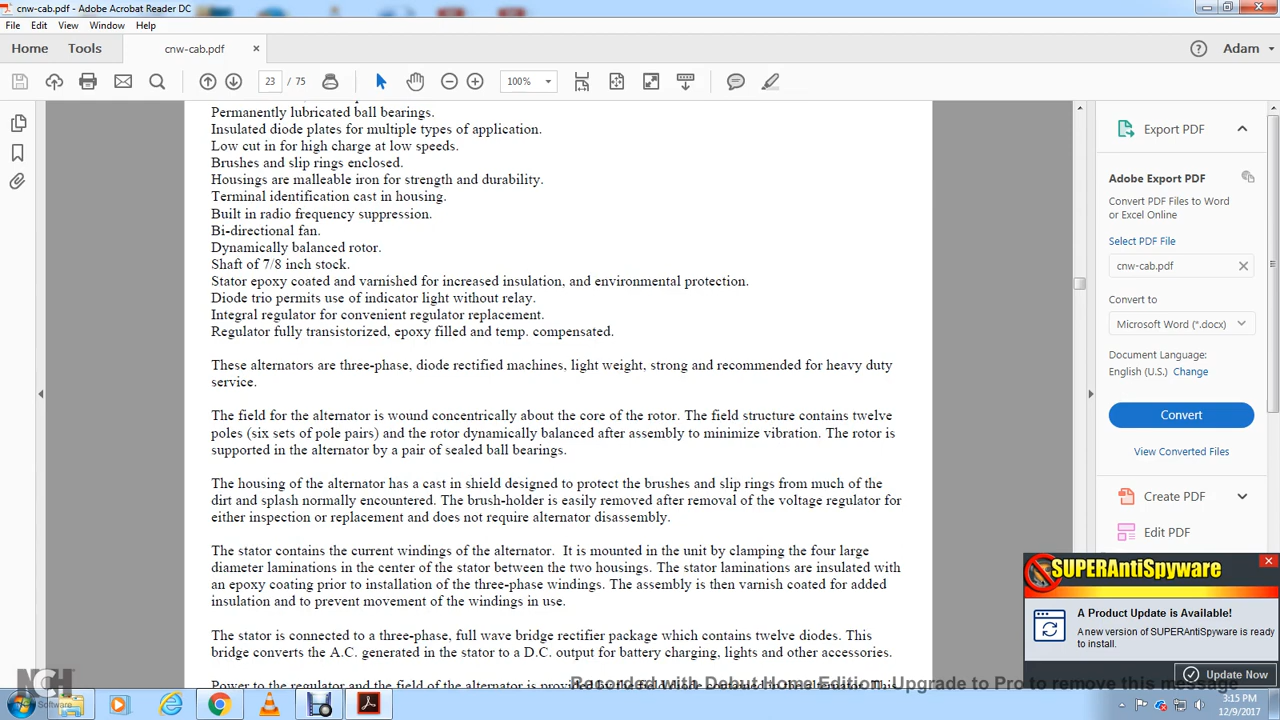 cnw-cab.pdf - Adobe Acrobat Reader DC
File Edit View Window Help
Home Tools cnw-cab.pdf × Adam
23 / 75 100%
Permanently lubricated ball bearings.
Insulated diode plates for multiple types of application.
Low cut in for high charge at low speeds.
Brushes and slip rings enclosed.
Housings are malleable iron for strength and durability.
Terminal identification cast in housing.
Built in radio frequency suppression.
Bi-directional fan.
Dynamically balanced rotor.
Shaft of 7/8 inch stock.
Stator epoxy coated and varnished for increased insulation, and environmental protection.
Diode trio permits use of indicator light without relay.
Integral regulator for convenient regulator replacement.
Regulator fully transistorized, epoxy filled and temp. compensated.
These alternators are three-phase, diode rectified machines, light weight, strong and recommended for heavy duty
service.
The field for the alternator is wound concentrically about the core of the rotor. The field structure contains twelve
poles (six sets of pole pairs) and the rotor dynamically balanced after assembly to minimize vibration. The rotor is
supported in the alternator by a pair of sealed ball bearings.
The housing of the alternator has a cast in shield designed to protect the brushes and slip rings from much of the
dirt and splash normally encountered. The brush-holder is easily removed after removal of the voltage regulator for
either inspection or replacement and does not require alternator disassembly.
The stator contains the current windings of the alternator. It is mounted in the unit by clamping the four large
diameter laminations in the center of the stator between the two housings. The stator laminations are insulated with
an epoxy coating prior to installation of the three-phase windings. The assembly is then varnish coated for added
insulation and to prevent movement of the windings in use.
The stator is connected to a three-phase, full wave bridge rectifier package which contains twelve diodes. This
bridge converts the A.C. generated in the stator to a D.C. output for battery charging, lights and other accessories.
Power to the regulator and the field of the
Export PDF
Adobe Export PDF
Convert PDF Files to Word
or Excel Online
Select PDF File
cnw-cab.pdf
Convert to
Microsoft Word (*.docx)
Document Language:
English (U.S.) Change
Convert
View Converted Files
Create PDF
Edit PDF
SUPERAntiSpyware
A Product Update is Available!
A new version of SUPERAntiSpyware is ready
to install.
Update Now
NCH
Software
Recorded with Debut Home Edition. Upgrade to Pro to remove this message
3:15 PM
12/9/2017